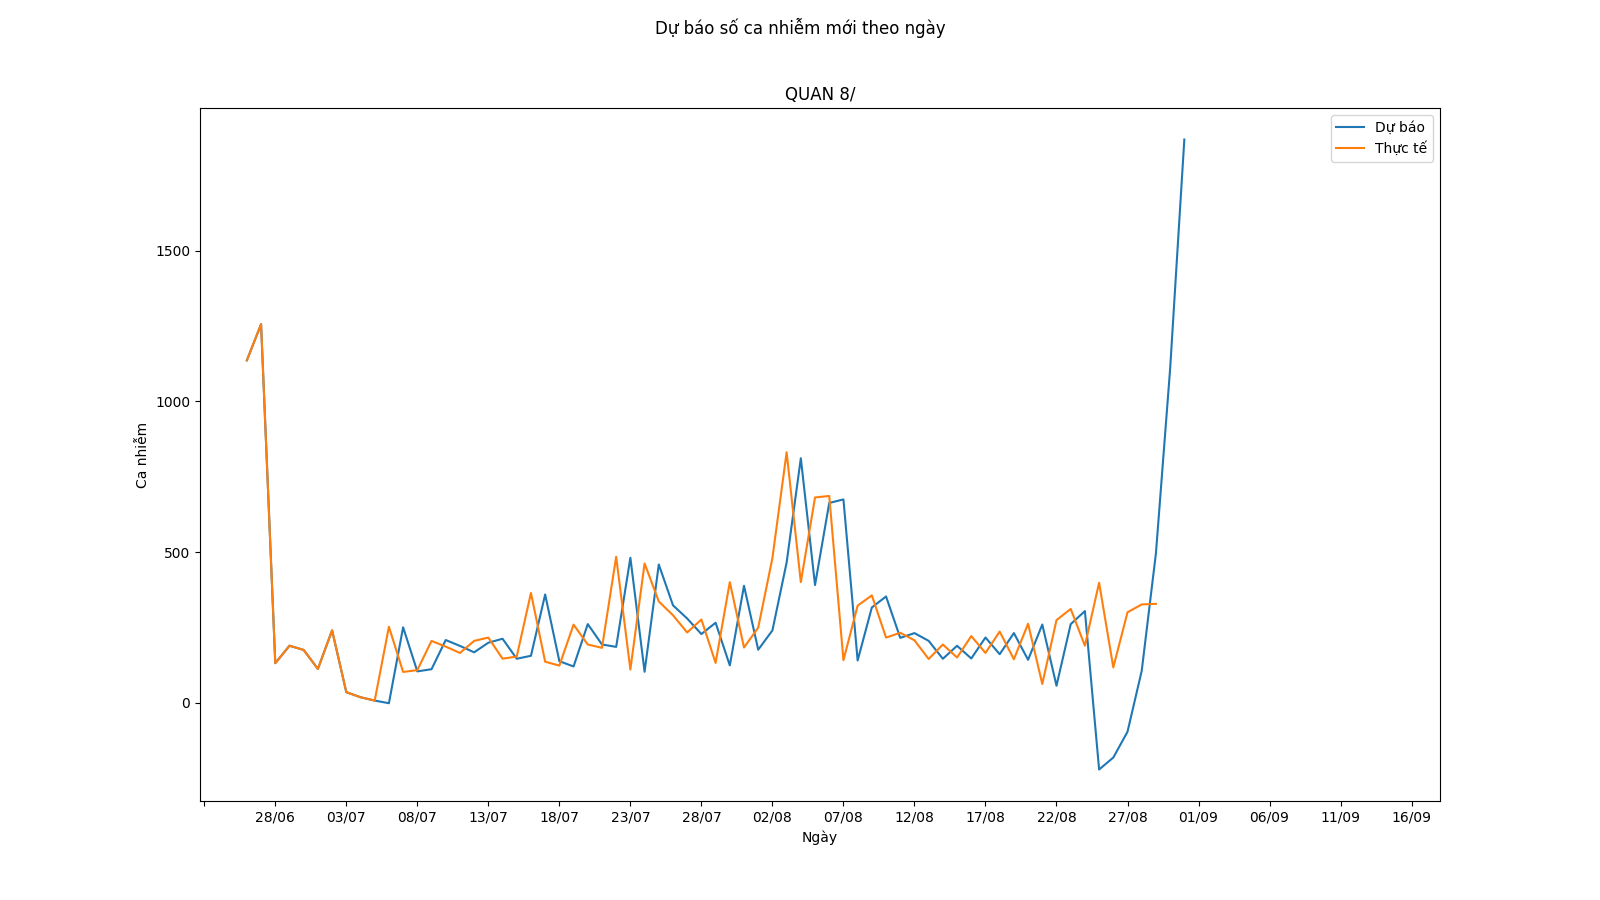 Dự báo số ca nhiễm mới theo ngày
QUAN 8/
Dự báo
Thực tế
1500
1000
500
0
Ca nhiễm
28/06 03/07 08/07 13/07 18/07 23/07 28/07 02/08 07/08 12/08 17/08 22/08 27/08 01/09 06/09 11/09 16/09
Ngày